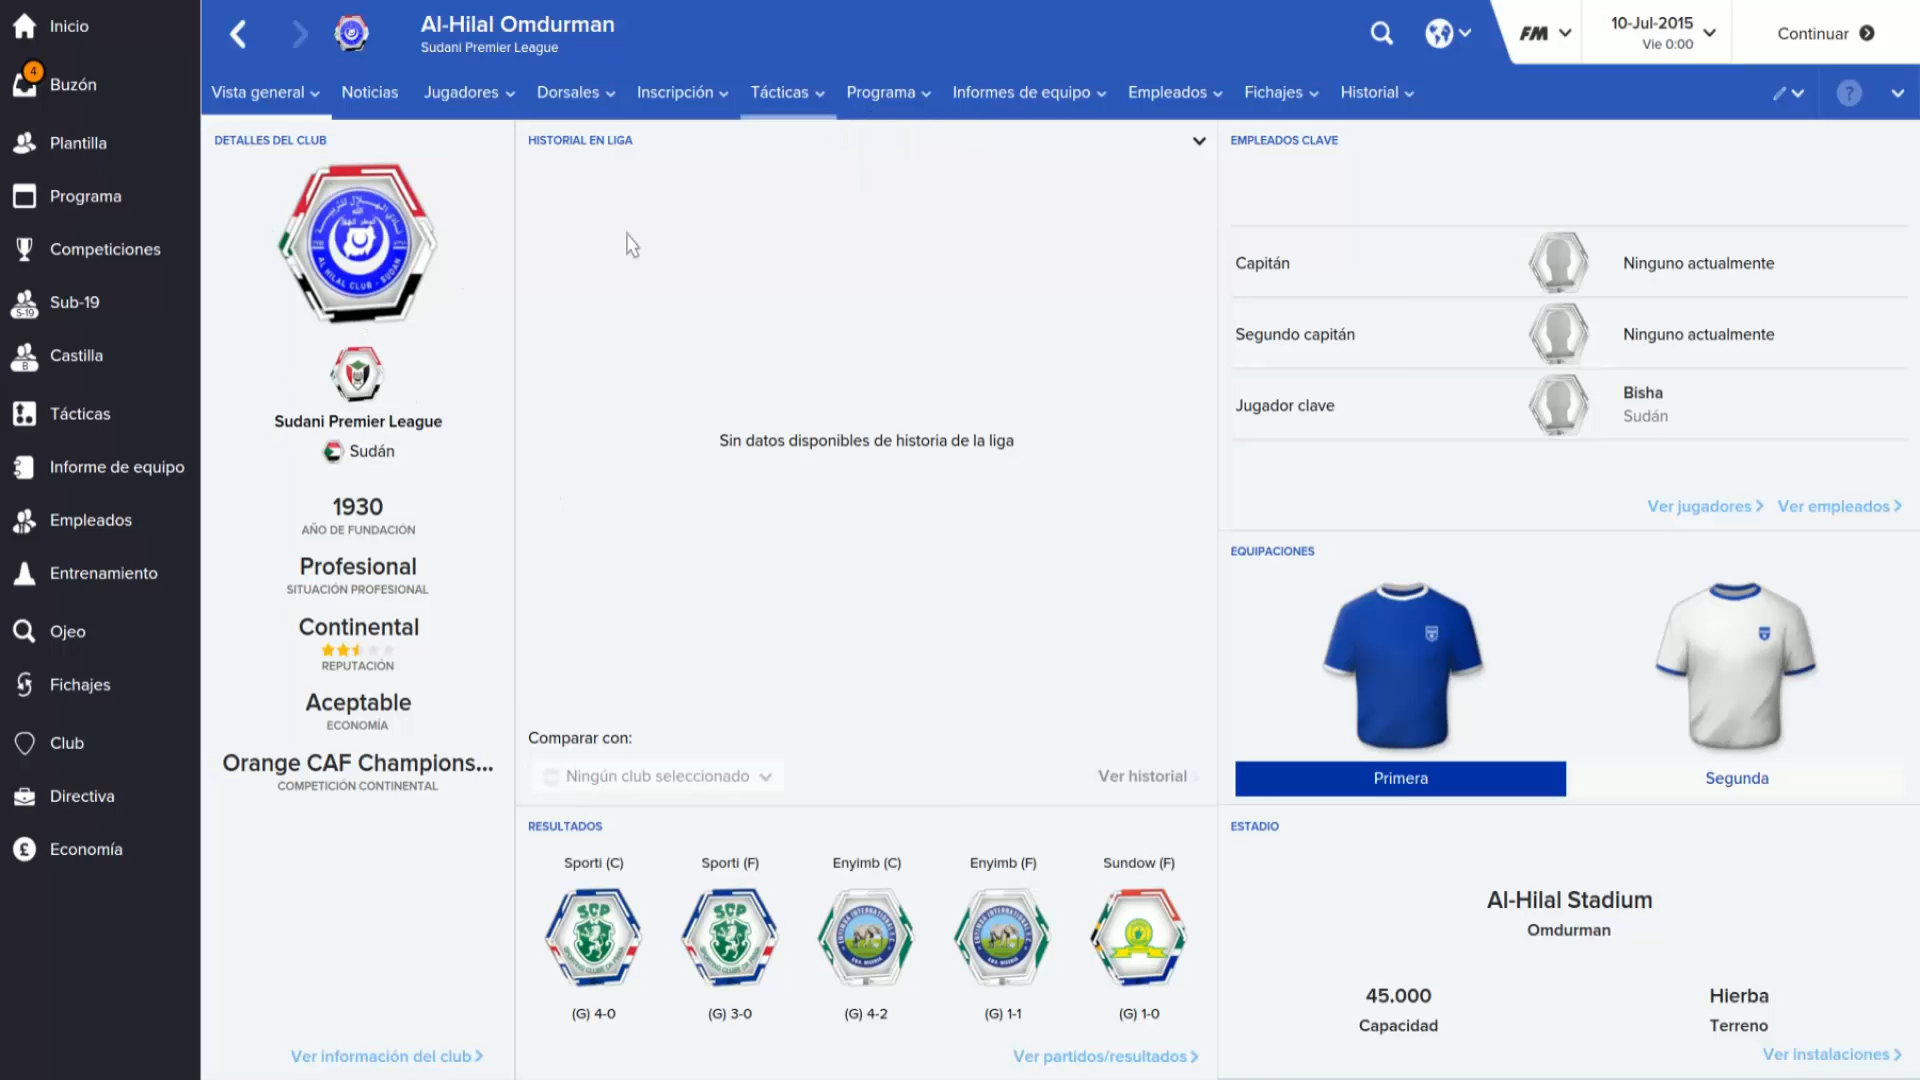 Inicio
4
Buzón
Plantilla
Programa
Competiciones
S-19
Sub-19
B
Castilla
Tácticas
Informe de equipo
Empleados
Entrenamiento
Ojeo
Fichajes
Club
Directiva
Economía
Al-Hilal Omdurman
Sudani Premier League
FM
10-Jul-2015
Vie 0:00
Continuar
Vista general
Noticias
Jugadores
Dorsales
Inscripción
Tácticas
Programa
Informes de equipo
Empleados
Fichajes
Historial
?
DETALLES DEL CLUB
AL HILAL CLUB - SUDAN
Sudani Premier League
Sudán
1930
AÑO DE FUNDACIÓN
Profesional
SITUACIÓN PROFESIONAL
Continental
REPUTACIÓN
Aceptable
ECONOMÍA
Orange CAF Champions...
COMPETICIÓN CONTINENTAL
Ver información del club
HISTORIAL EN LIGA
Sin datos disponibles de historia de la liga
Comparar con:
Ningún club seleccionado
Ver historial
RESULTADOS
Sporti (C)
Sporti (F)
Enyimb (C)
Enyimb (F)
Sundow (F)
SCP
SCP
(G) 4-0
(G) 3-0
(G) 4-2
(G) 1-1
(G) 1-0
Ver partidos/resultados
EMPLEADOS CLAVE
Capitán
Ninguno actualmente
Segundo capitán
Ninguno actualmente
Jugador clave
Bisha
Sudán
Ver jugadores
Ver empleados
EQUIPACIONES
Primera
Segunda
ESTADIO
Al-Hilal Stadium
Omdurman
45.000
Capacidad
Hierba
Terreno
Ver instalaciones